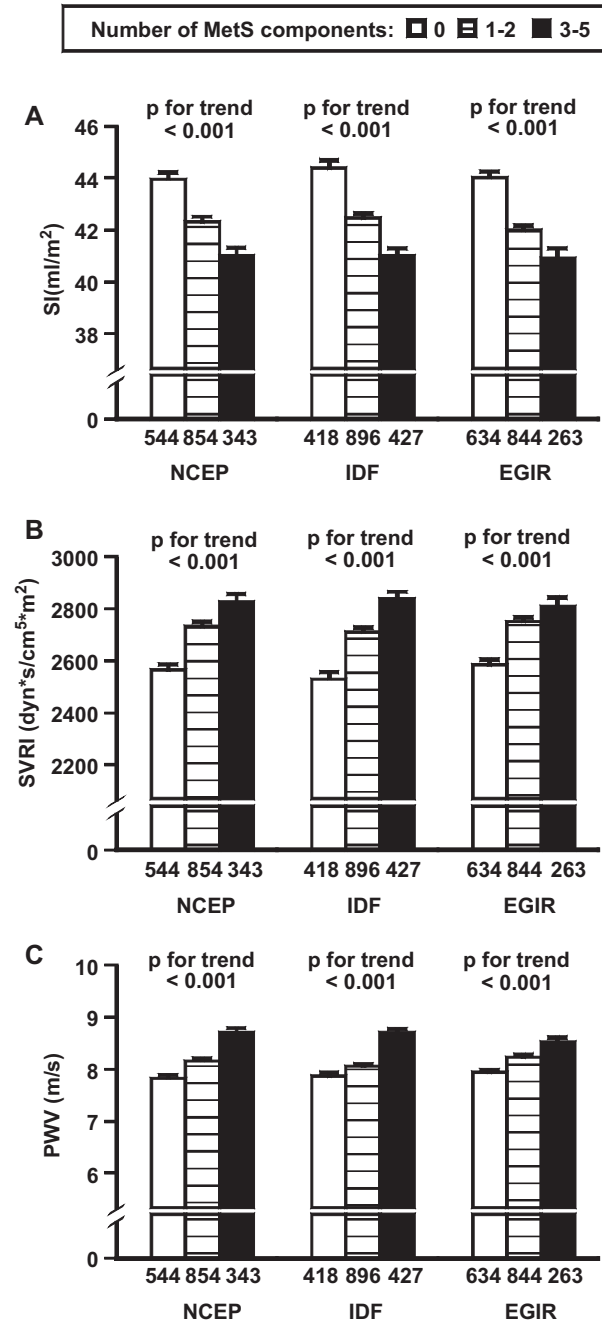 Number of MetS components: 0 1-2 3-5
A
p for trend p for trend p for trend
< 0.001 < 0.001 < 0.001
46
44
42
40
38
0
SI(ml/m²)
544 854 343 418 896 427 634 844 263
NCEP IDF EGIR
B
p for trend p for trend p for trend
< 0.001 < 0.001 < 0.001
3000
2800
2600
2400
2200
0
SVRI (dyn*s/cm⁵*m²)
544 854 343 418 896 427 634 844 263
NCEP IDF EGIR
C
p for trend p for trend p for trend
< 0.001 < 0.001 < 0.001
10
9
8
7
6
0
PWV (m/s)
544 854 343 418 896 427 634 844 263
NCEP IDF EGIR